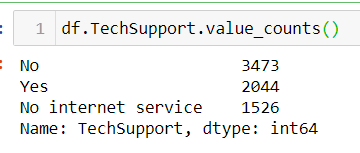 1 df.TechSupport.value_counts()
No 3473
Yes 2044
No internet service 1526
Name: TechSupport, dtype: int64